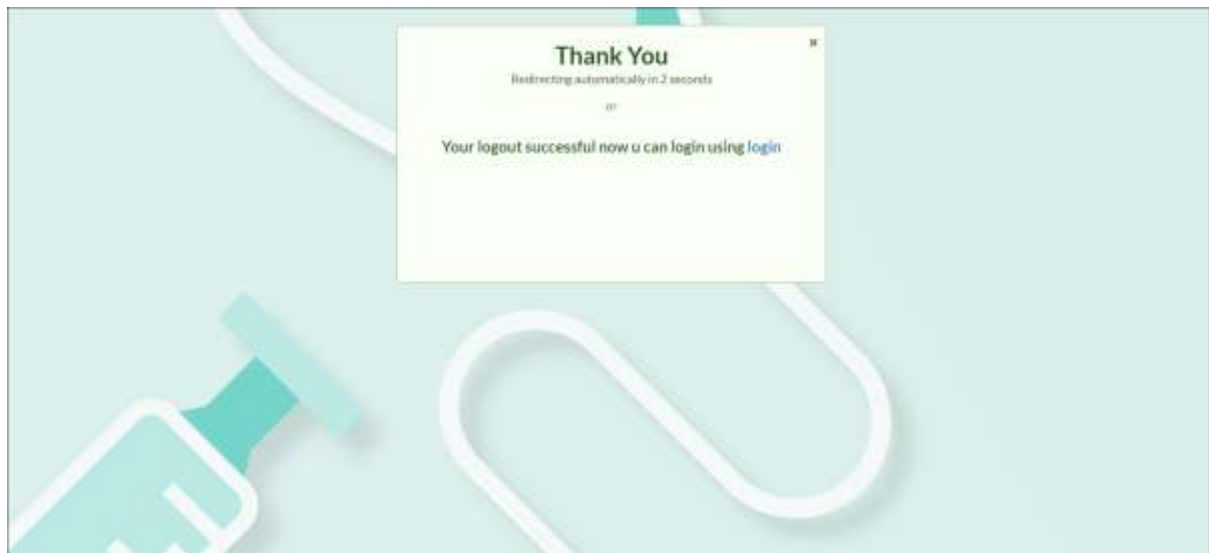 Thank You
Redirecting automatically in 2 seconds
or
Your logout successful now u can login using login